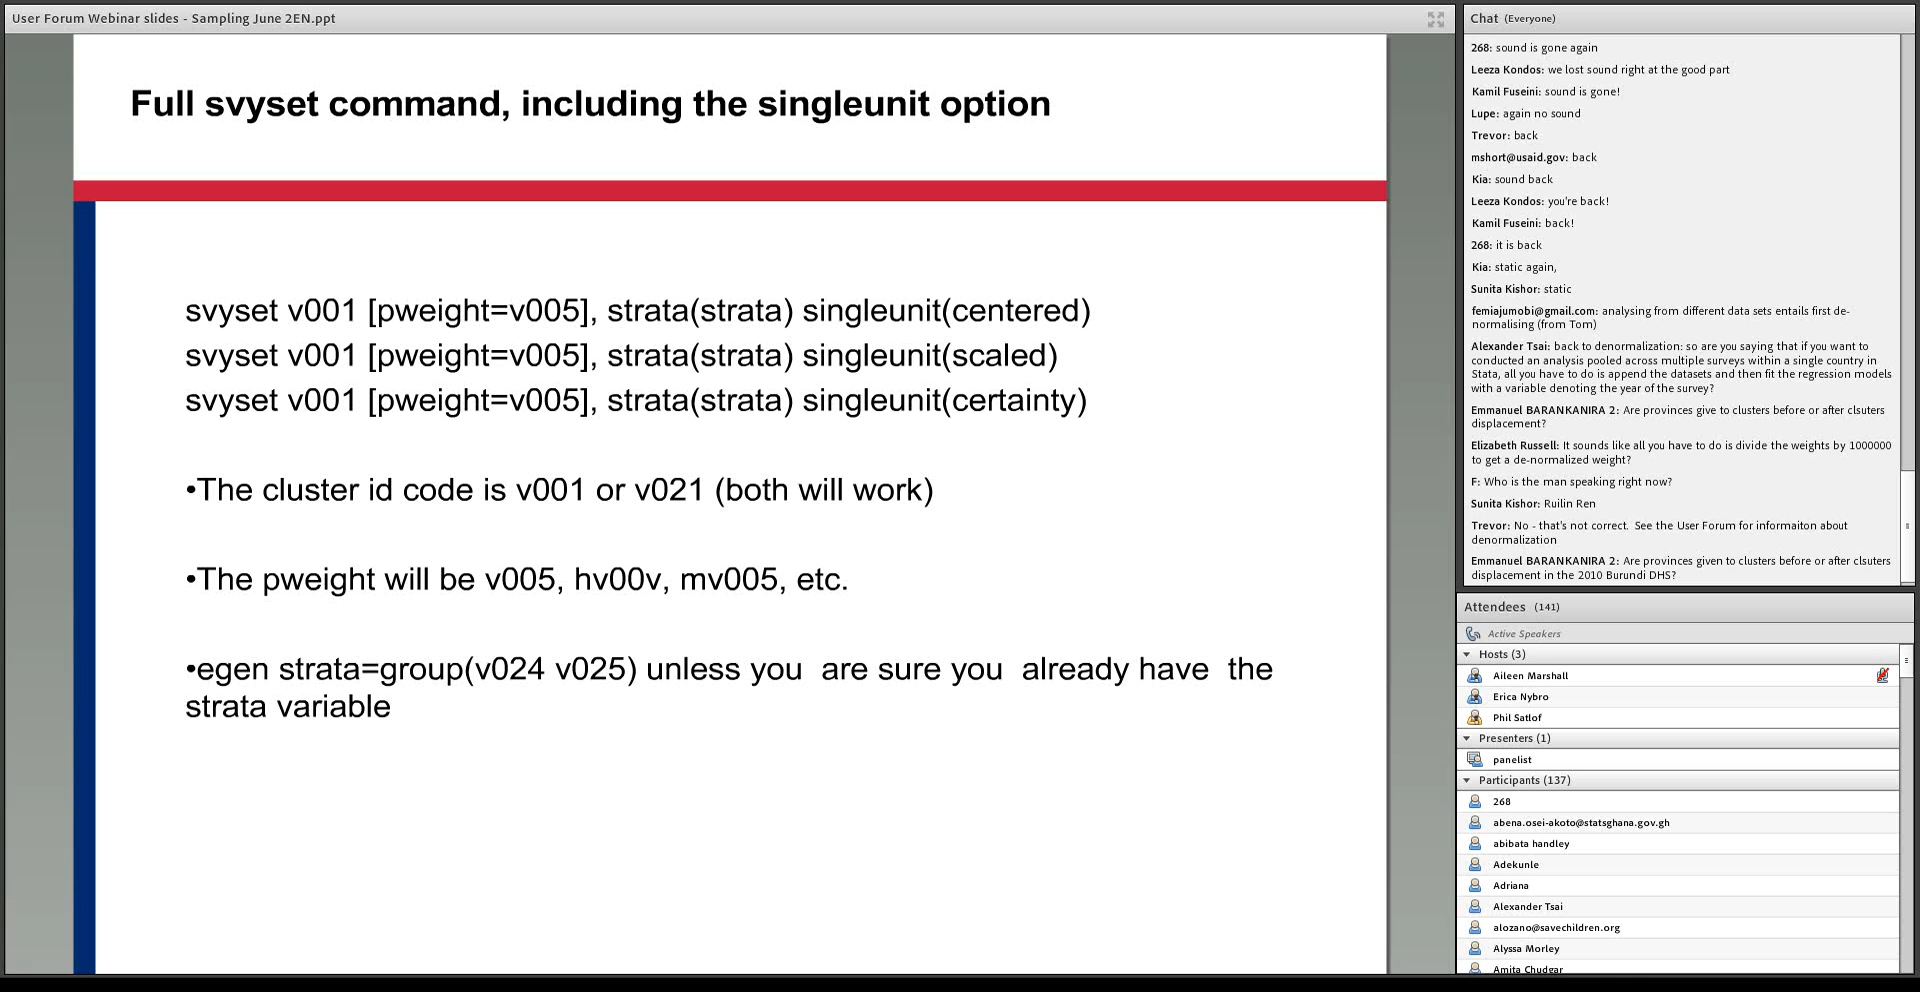 User Forum Webinar slides - Sampling June 2EN.ppt
Full svyset command, including the singleunit option
svyset v001 [pweight=v005], strata(strata) singleunit(centered)
svyset v001 [pweight=v005], strata(strata) singleunit(scaled)
svyset v001 [pweight=v005], strata(strata) singleunit(certainty)
•The cluster id code is v001 or v021 (both will work)
•The pweight will be v005, hv00v, mv005, etc.
•egen strata=group(v024 v025) unless you  are sure you  already have  the
strata variable
Chat (Everyone)
268: sound is gone again
Leeza Kondos: we lost sound right at the good part
Kamil Fuseini: sound is gone!
Lupe: again no sound
Trevor: back
mshort@usaid.gov: back
Kia: sound back
Leeza Kondos: you're back!
Kamil Fuseini: back!
268: it is back
Kia: static again,
Sunita Kishor: static
femiajumobi@gmail.com: analysing from different data sets entails first de-
normalising (from Tom)
Alexander Tsai: back to denormalization: so are you saying that if you want to
conducted an analysis pooled across multiple surveys within a single country in
Stata, all you have to do is append the datasets and then fit the regression models
with a variable denoting the year of the survey?
Emmanuel BARANKANIRA 2: Are provinces give to clusters before or after clsuters
displacement?
Elizabeth Russell: It sounds like all you have to do is divide the weights by 1000000
to get a de-normalized weight?
F: Who is the man speaking right now?
Sunita Kishor: Ruilin Ren
Trevor: No - that's not correct.  See the User Forum for informaiton about
denormalization
Emmanuel BARANKANIRA 2: Are provinces given to clusters before or after clsuters
displacement in the 2010 Burundi DHS?
Attendees (141)
Active Speakers
Hosts (3)
Aileen Marshall
Erica Nybro
Phil Satlof
Presenters (1)
panelist
Participants (137)
268
abena.osei-akoto@statsghana.gov.gh
abibata handley
Adekunle
Adriana
Alexander Tsai
alozano@savechildren.org
Alyssa Morley
Amita Chudgar